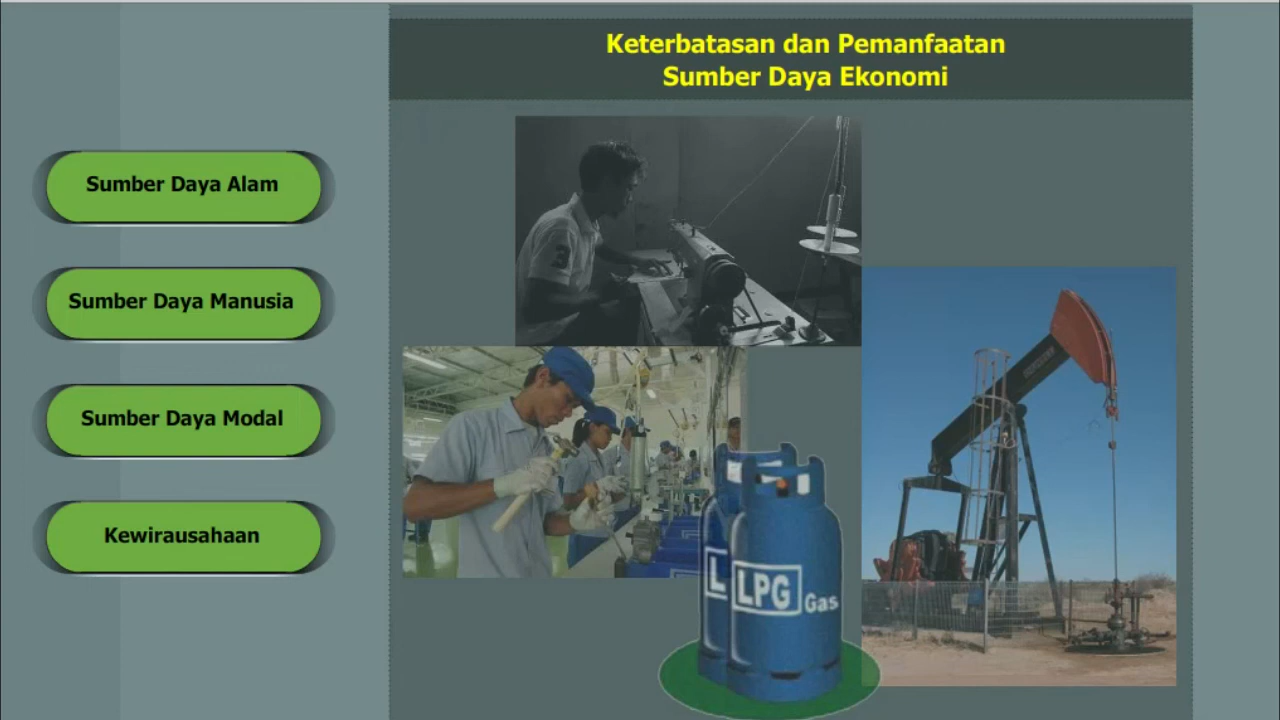 Keterbatasan dan Pemanfaatan
Sumber Daya Ekonomi
Sumber Daya Alam
Sumber Daya Manusia
Sumber Daya Modal
Kewirausahaan
L
LPG Gas